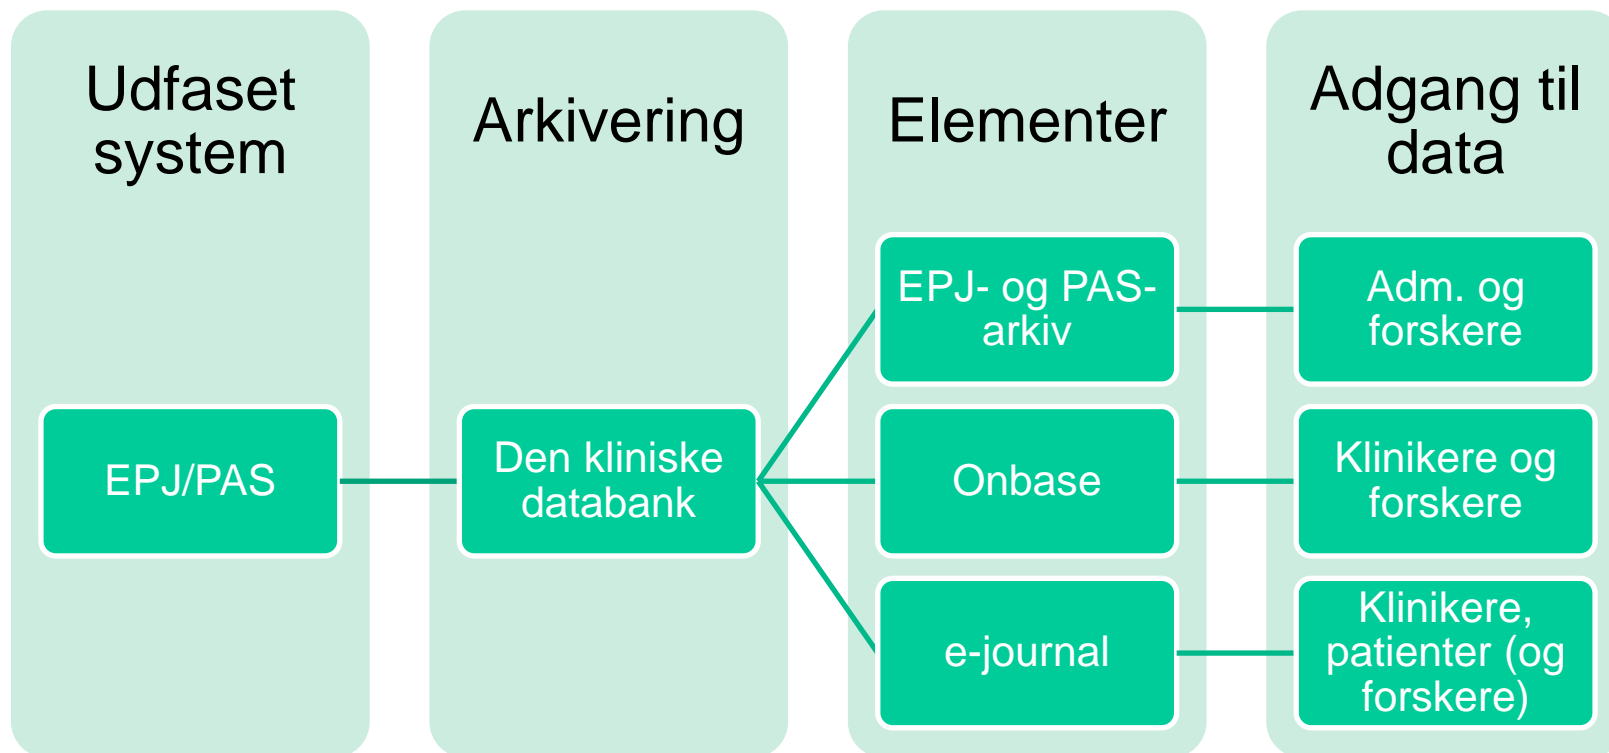 Udfaset
system
Arkivering
Elementer
Adgang til
data
EPJ/PAS
Den kliniske
databank
EPJ- og PAS-
arkiv
Adm. og
forskere
Onbase
Klinikere og
forskere
e-journal
Klinikere,
patienter (og
forskere)